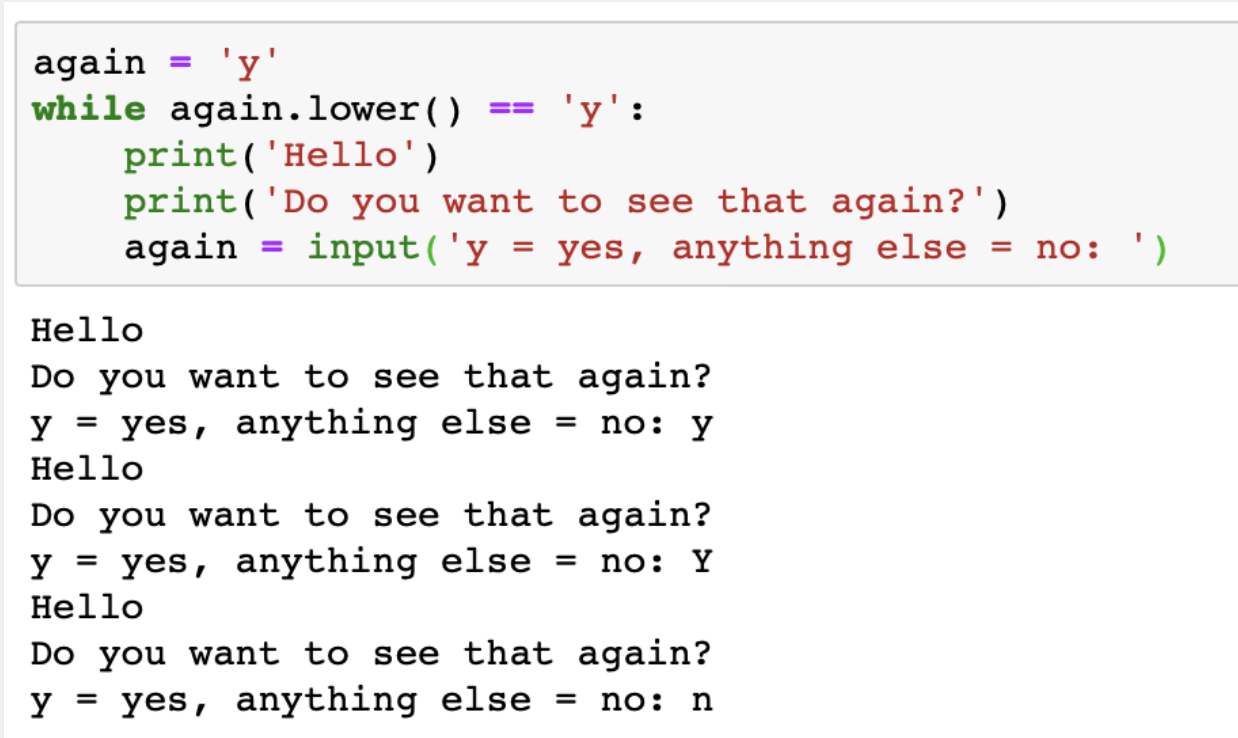 again = 'y'
while again.lower() == 'y':
    print('Hello')
    print('Do you want to see that again?')
    again = input('y = yes, anything else = no: ')
Hello
Do you want to see that again?
y = yes, anything else = no: y
Hello
Do you want to see that again?
y = yes, anything else = no: Y
Hello
Do you want to see that again?
y = yes, anything else = no: n